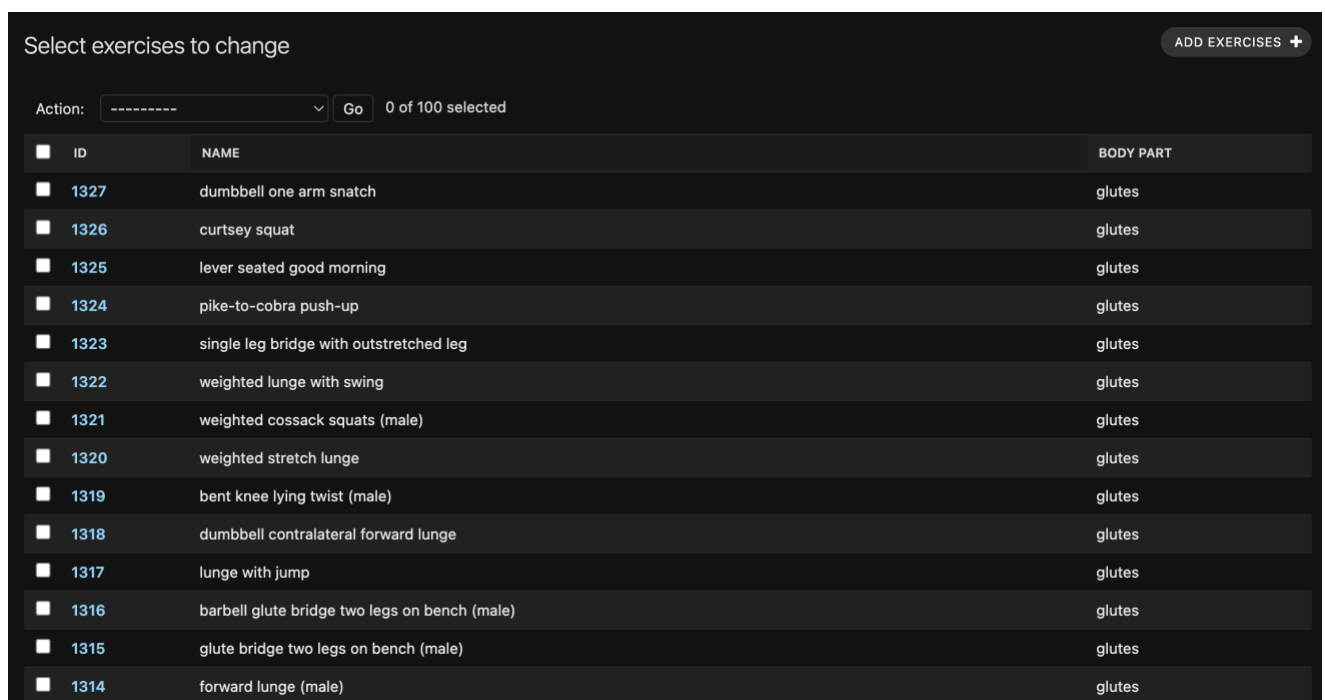 Select exercises to change
ADD EXERCISES +
Action: --------- Go 0 of 100 selected
ID NAME BODY PART
1327 dumbbell one arm snatch glutes
1326 curtsey squat glutes
1325 lever seated good morning glutes
1324 pike-to-cobra push-up glutes
1323 single leg bridge with outstretched leg glutes
1322 weighted lunge with swing glutes
1321 weighted cossack squats (male) glutes
1320 weighted stretch lunge glutes
1319 bent knee lying twist (male) glutes
1318 dumbbell contralateral forward lunge glutes
1317 lunge with jump glutes
1316 barbell glute bridge two legs on bench (male) glutes
1315 glute bridge two legs on bench (male) glutes
1314 forward lunge (male) glutes